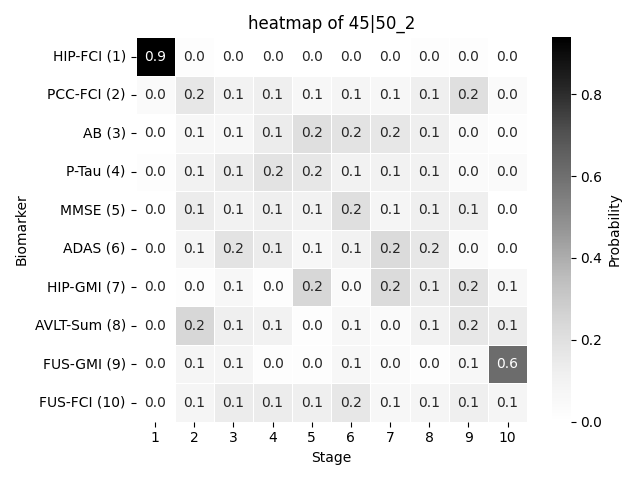 heatmap of 45|50_2
HIP-FCI (1) 0.9 0.0 0.0 0.0 0.0 0.0 0.0 0.0 0.0 0.0
PCC-FCI (2) 0.0 0.2 0.1 0.1 0.1 0.1 0.1 0.1 0.2 0.0
AB (3) 0.0 0.1 0.1 0.1 0.2 0.2 0.2 0.1 0.0 0.0
P-Tau (4) 0.0 0.1 0.1 0.2 0.2 0.1 0.1 0.1 0.0 0.0
MMSE (5) 0.0 0.1 0.1 0.1 0.1 0.2 0.1 0.1 0.1 0.0
ADAS (6) 0.0 0.1 0.2 0.1 0.1 0.1 0.2 0.2 0.0 0.0
HIP-GMI (7) 0.0 0.0 0.1 0.0 0.2 0.0 0.2 0.1 0.2 0.1
AVLT-Sum (8) 0.0 0.2 0.1 0.1 0.0 0.1 0.0 0.1 0.2 0.1
FUS-GMI (9) 0.0 0.1 0.1 0.0 0.0 0.1 0.0 0.0 0.1 0.6
FUS-FCI (10) 0.0 0.1 0.1 0.1 0.1 0.2 0.1 0.1 0.1 0.1
1 2 3 4 5 6 7 8 9 10
Stage
Biomarker
0.8
0.6
0.4
0.2
0.0
Probability